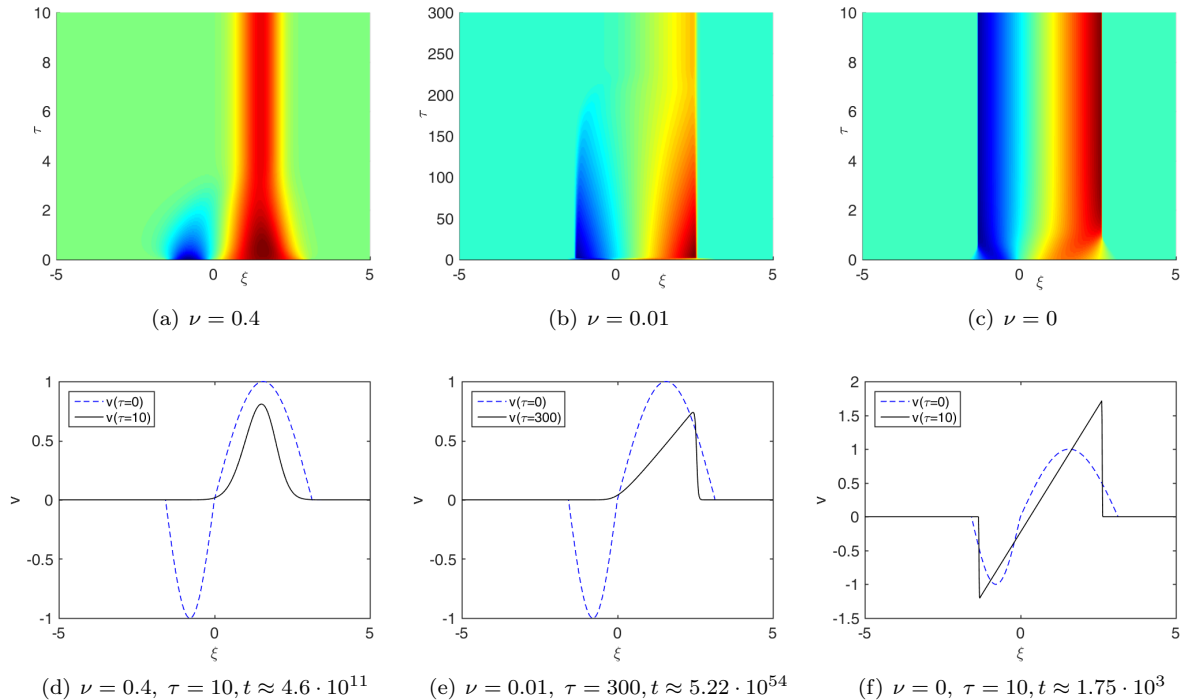 10
8
6
4
2
0
τ
-5
0
5
ξ
(a) ν = 0.4
300
250
200
150
100
50
0
τ
-5
0
5
ξ
(b) ν = 0.01
10
8
6
4
2
0
τ
-5
0
5
ξ
(c) ν = 0
1
0.5
0
-0.5
-1
v
v(τ=0)
v(τ=10)
-5
0
5
ξ
(d) ν = 0.4, τ = 10, t ≈ 4.6 · 10^11
1
0.5
0
-0.5
-1
v
v(τ=0)
v(τ=300)
-5
0
5
ξ
(e) ν = 0.01, τ = 300, t ≈ 5.22 · 10^54
2
1.5
1
0.5
0
-0.5
-1
-1.5
v
v(τ=0)
v(τ=10)
-5
0
5
ξ
(f) ν = 0, τ = 10, t ≈ 1.75 · 10^3